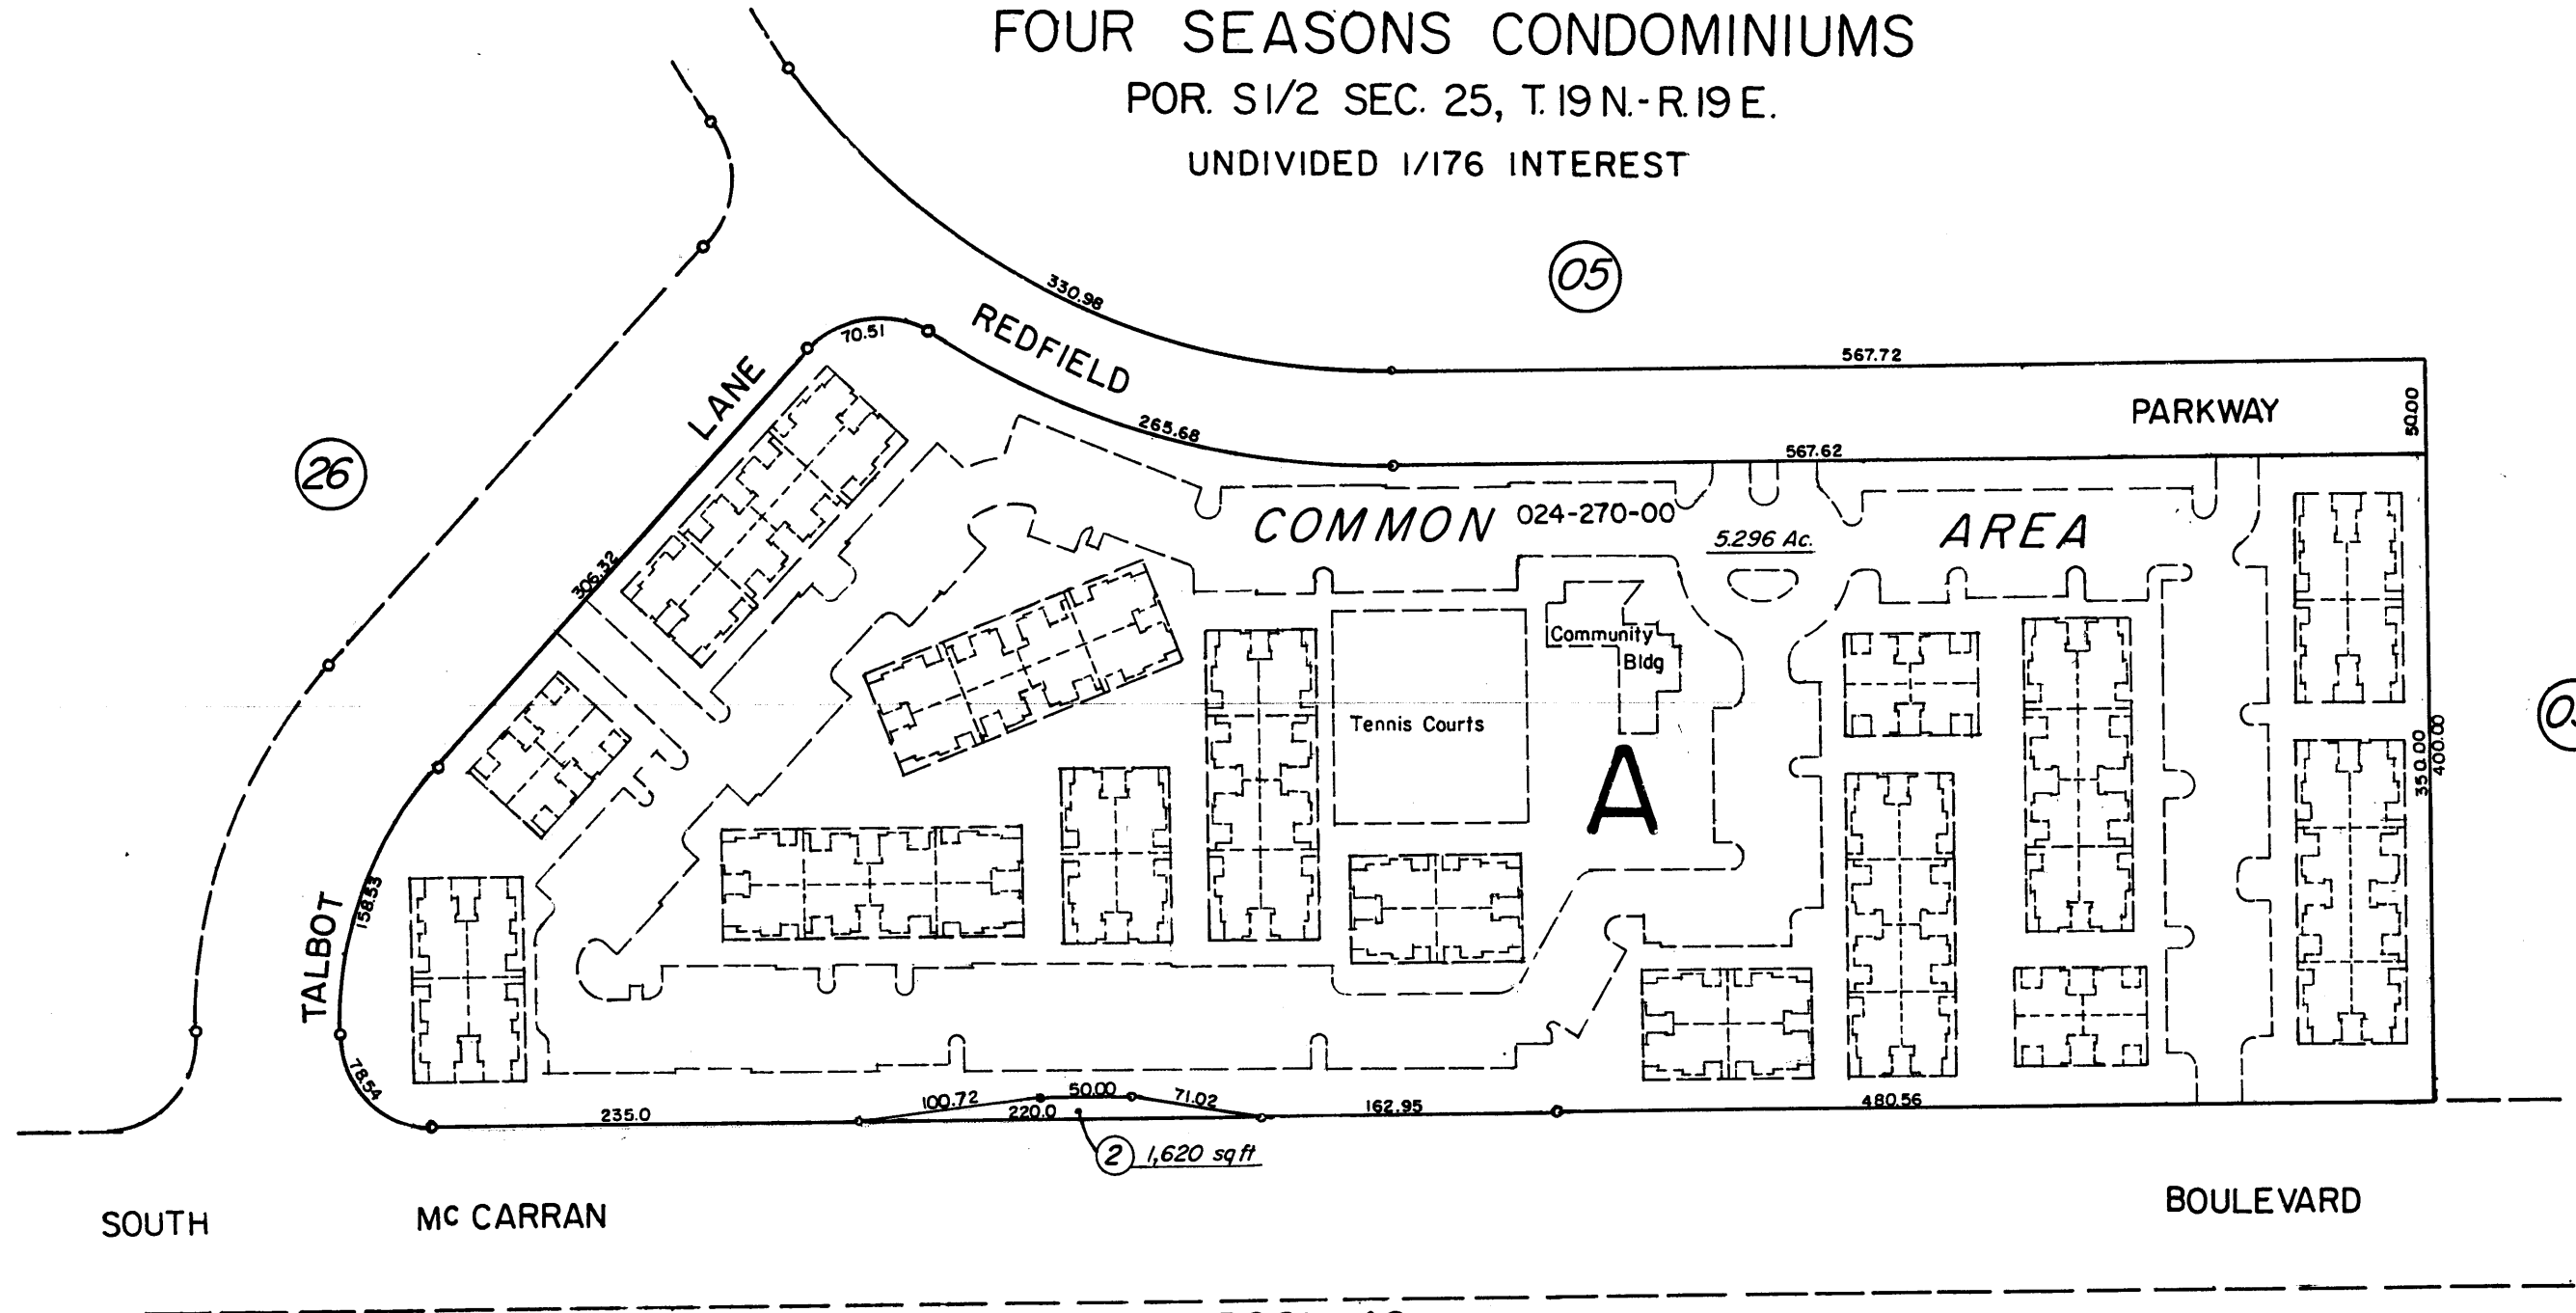 FOUR SEASONS CONDOMINIUMS
POR. S 1/2 SEC. 25, T. 19 N. - R. 19 E.
UNDIVIDED 1/176 INTEREST
05
330.98
70.51
REDFIELD
567.72
LANE
PARKWAY
50.00
265.68
567.62
26
COMMON
024-270-00
5.296 Ac.
AREA
306.32
Community
Bldg
Tennis Courts
A
350.00
400.00
158.53
TALBOT
78.54
100.72
50.00
71.02
235.0
220.0
162.95
480.56
2
1,620 sq ft
SOUTH
Mc CARRAN
BOULEVARD